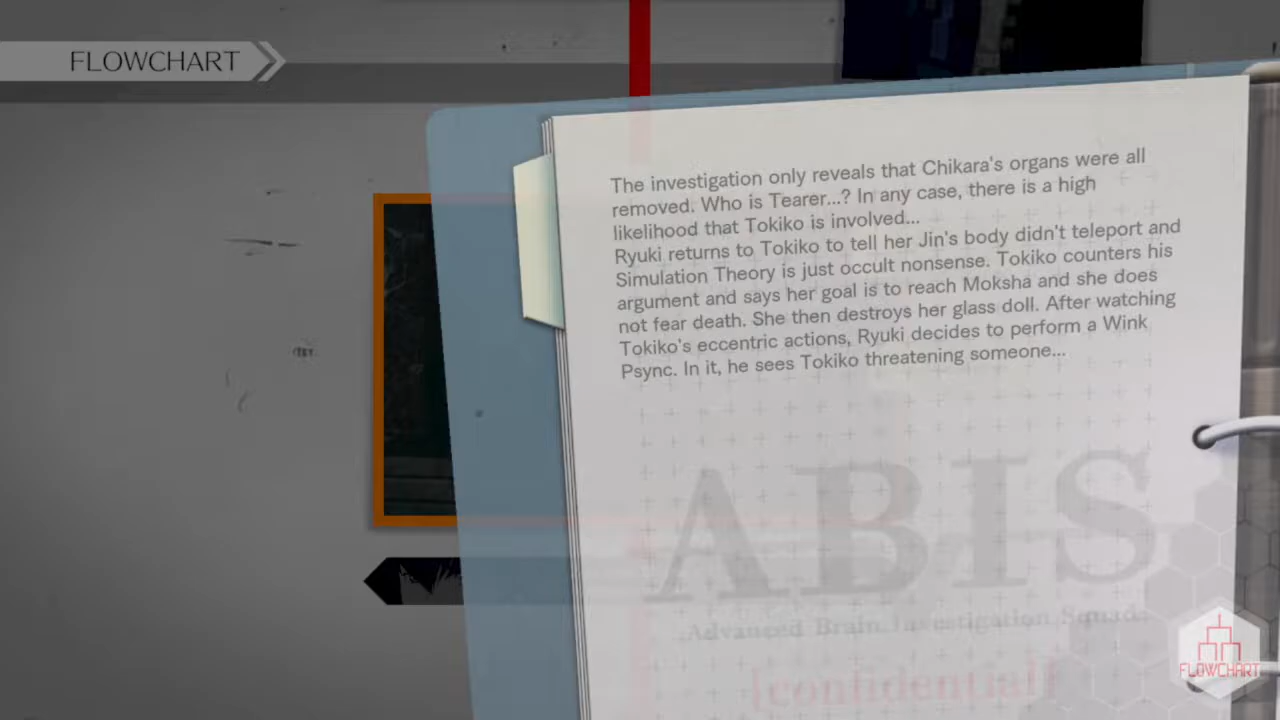 FLOWCHART
The investigation only reveals that Chikara's organs were all
removed. Who is Tearer...? In any case, there is a high
likelihood that Tokiko is involved...
Ryuki returns to Tokiko to tell her Jin's body didn't teleport and
Simulation Theory is just occult nonsense. Tokiko counters his
argument and says her goal is to reach Moksha and she does
not fear death. She then destroys her glass doll. After watching
Tokiko's eccentric actions, Ryuki decides to perform a Wink
Psync. In it, he sees Tokiko threatening someone...
ABIS
Advanced Brain Investigation Squad
[confidential]
FLOWCHART